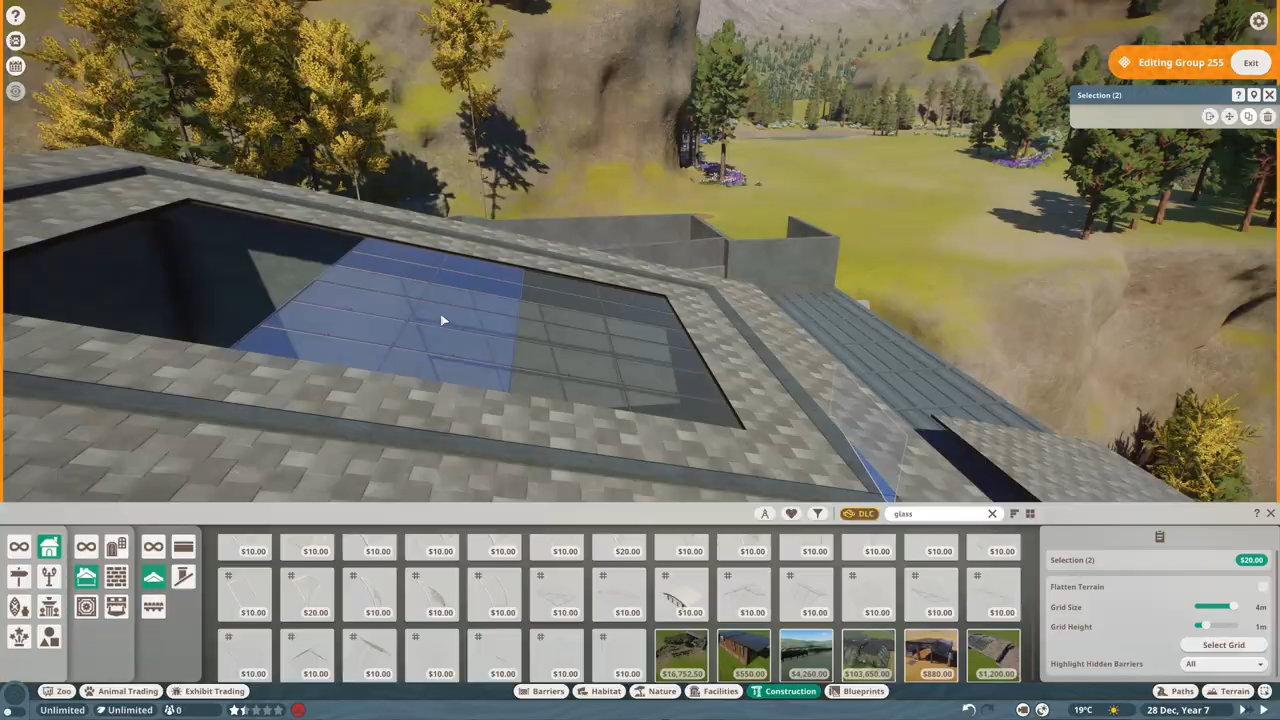 ?
Editing Group 255 Exit
Selection (2) ?
DLC glass ?
$10.00 $10.00 $10.00 $10.00 $10.00 $10.00 $20.00 $10.00 $10.00 $10.00 $10.00 $10.00 $10.00
Selection (2) $20.00
Flatten Terrain
$10.00 $20.00 $10.00 $10.00 $10.00 $10.00 $10.00 $10.00 $10.00 $10.00 $10.00 $10.00 $10.00
Grid Size 4m
Grid Height 1m
Select Grid
Highlight Hidden Barriers All
$10.00 $10.00 $10.00 $10.00 $10.00 $10.00 $10.00 $16,752.50 $550.00 $4,260.00 $103,650.00 $880.00 $1,200.00
Zoo Animal Trading Exhibit Trading Barriers Habitat Nature Facilities Construction Blueprints Paths Terrain
Unlimited Unlimited 0 19°C 28 Dec, Year 7